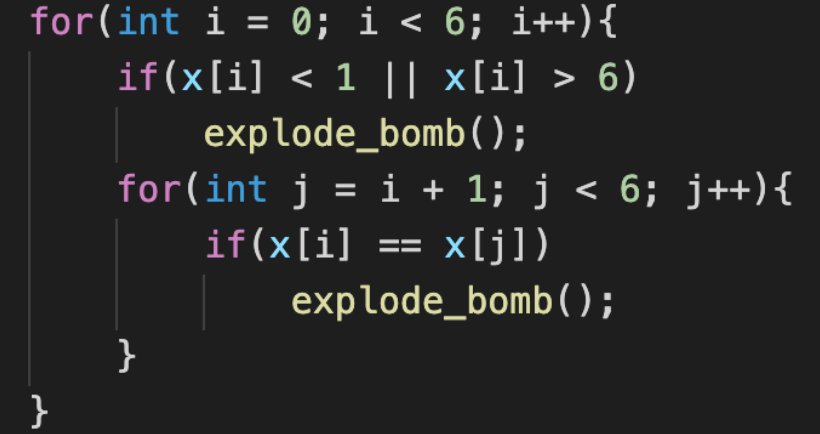 for(int i = 0; i < 6; i++){
    if(x[i] < 1 || x[i] > 6)
        explode_bomb();
    for(int j = i + 1; j < 6; j++){
        if(x[i] == x[j])
            explode_bomb();
    }
}